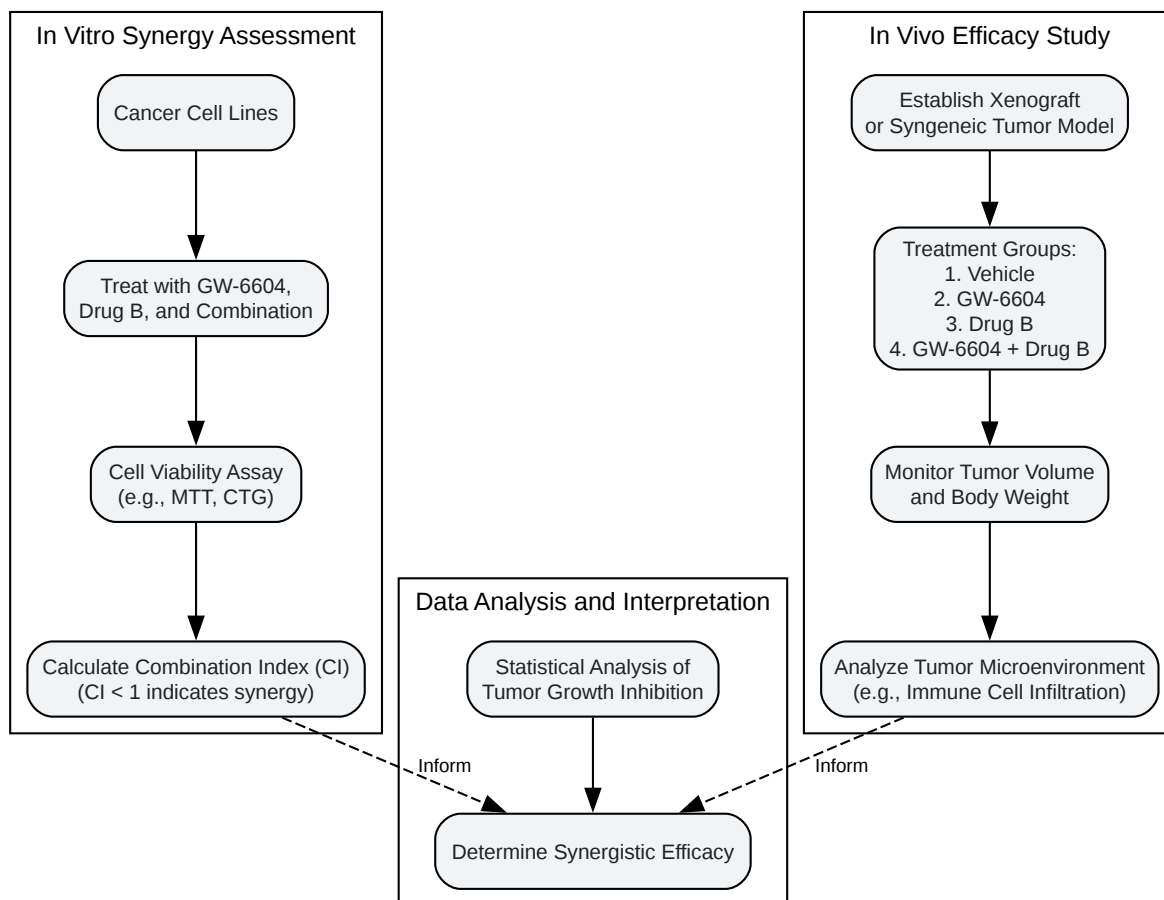 In Vitro Synergy Assessment
Cancer Cell Lines
Treat with GW-6604,
Drug B, and Combination
Cell Viability Assay
(e.g., MTT, CTG)
Calculate Combination Index (CI)
(CI < 1 indicates synergy)
Inform
In Vivo Efficacy Study
Establish Xenograft
or Syngeneic Tumor Model
Treatment Groups:
1. Vehicle
2. GW-6604
3. Drug B
4. GW-6604 + Drug B
Monitor Tumor Volume
and Body Weight
Analyze Tumor Microenvironment
(e.g., Immune Cell Infiltration)
Inform
Data Analysis and Interpretation
Statistical Analysis of
Tumor Growth Inhibition
Determine Synergistic Efficacy